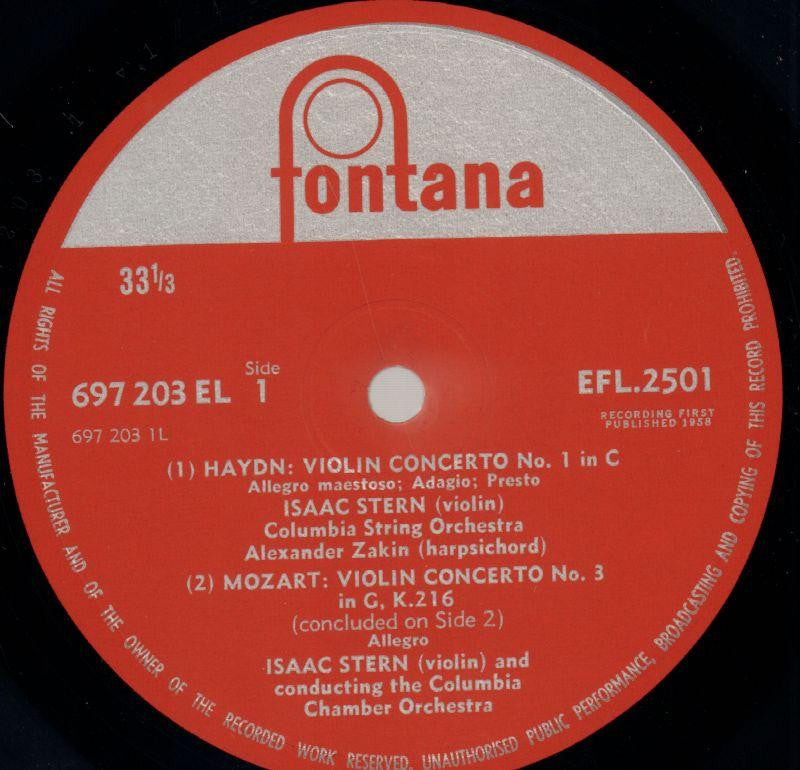 fontana
33 1/3
Side
697 203 EL 1
EFL.2501
697 203 1L
RECORDING FIRST
PUBLISHED 1958
(1) HAYDN: VIOLIN CONCERTO No. 1 in C
Allegro maestoso; Adagio; Presto
ISAAC STERN (violin)
Columbia String Orchestra
Alexander Zakin (harpsichord)
(2) MOZART: VIOLIN CONCERTO No. 3
in G, K.216
(concluded on Side 2)
Allegro
ISAAC STERN (violin) and
conducting the Columbia
Chamber Orchestra
ALL RIGHTS OF THE MANUFACTURER AND OF THE OWNER OF THE RECORDED WORK RESERVED. UNAUTHORISED PUBLIC PERFORMANCE, BROADCASTING AND COPYING OF THIS RECORD PROHIBITED.